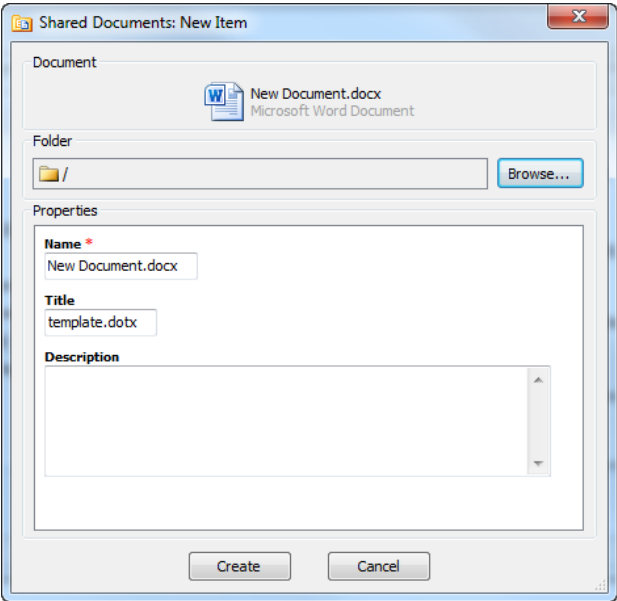 Shared Documents: New Item
Document
New Document.docx
Microsoft Word Document
Folder
/
Browse...
Properties
Name *
New Document.docx
Title
template.dotx
Description
Create
Cancel